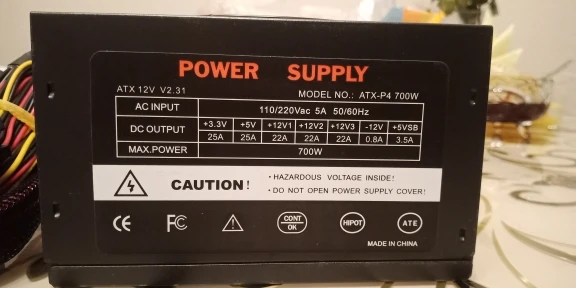 POWER SUPPLY
ATX 12V V2.31 MODEL NO.: ATX-P4 700W
AC INPUT 110/220Vac 5A 50/60Hz
DC OUTPUT +3.3V +5V +12V1 +12V2 +12V3 -12V +5VSB
25A 25A 22A 22A 22A 0.8A 3.5A
MAX.POWER 700W
CAUTION! • HAZARDOUS VOLTAGE INSIDE!
• DO NOT OPEN POWER SUPPLY COVER!
CE FC CONT OK HIPOT ATE
MADE IN CHINA